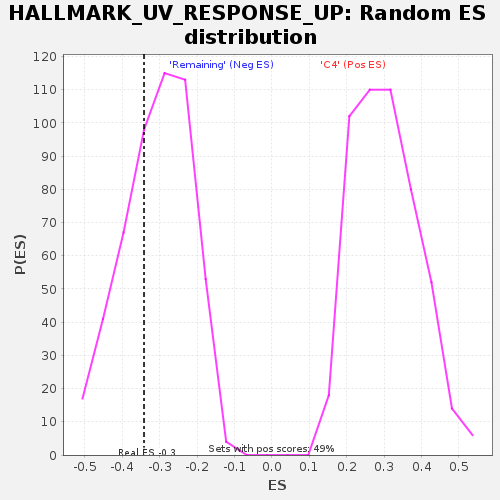 HALLMARK_UV_RESPONSE_UP: Random ES
distribution
'Remaining' (Neg ES)
'C4' (Pos ES)
120
110
100
90
80
70
60
50
40
30
20
10
0
P(ES)
Real ES -0.3
Sets with pos scores: 49%
-0.5 -0.4 -0.3 -0.2 -0.1 0.0 0.1 0.2 0.3 0.4 0.5
ES